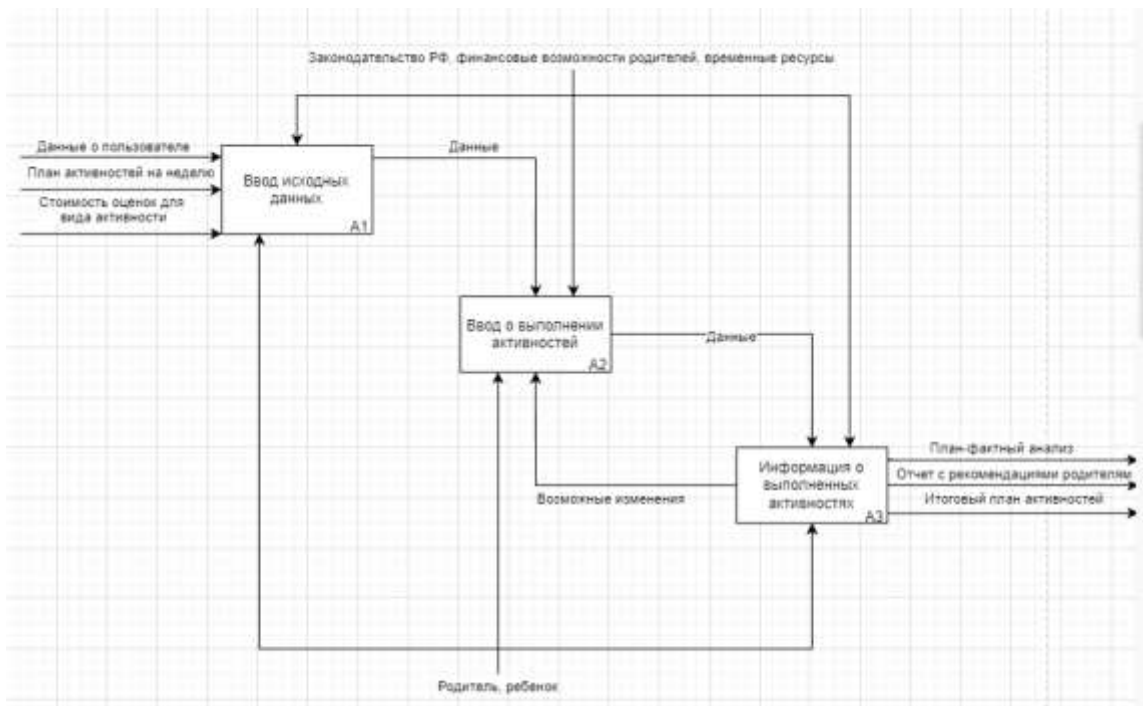 Законодательство РФ, финансовые возможности родителей, временные ресурсы
Данные о пользователе
План активностей на неделю
Стоимость оценок для
вида активности
Ввод исходных
данных
A1
Данные
Ввод о выполнении
активностей
A2
Данные
Информация о
выполненных
активностях
A3
План-фактный анализ
Отчет с рекомендациями родителям
Итоговый план активностей
Возможные изменения
Родитель, ребенок